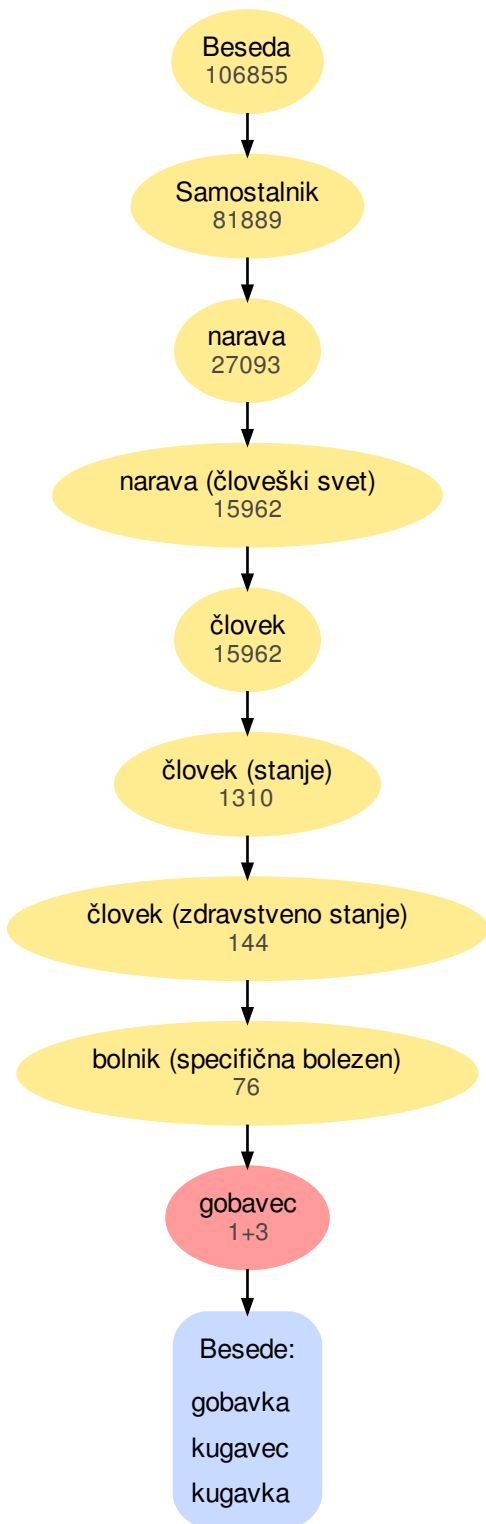 Beseda
106855
Samostalnik
81889
narava
27093
narava (človeški svet)
15962
človek
15962
človek (stanje)
1310
človek (zdravstveno stanje)
144
bolnik (specifična bolezen)
76
gobavec
1+3
Besede:
gobavka
kugavec
kugavka